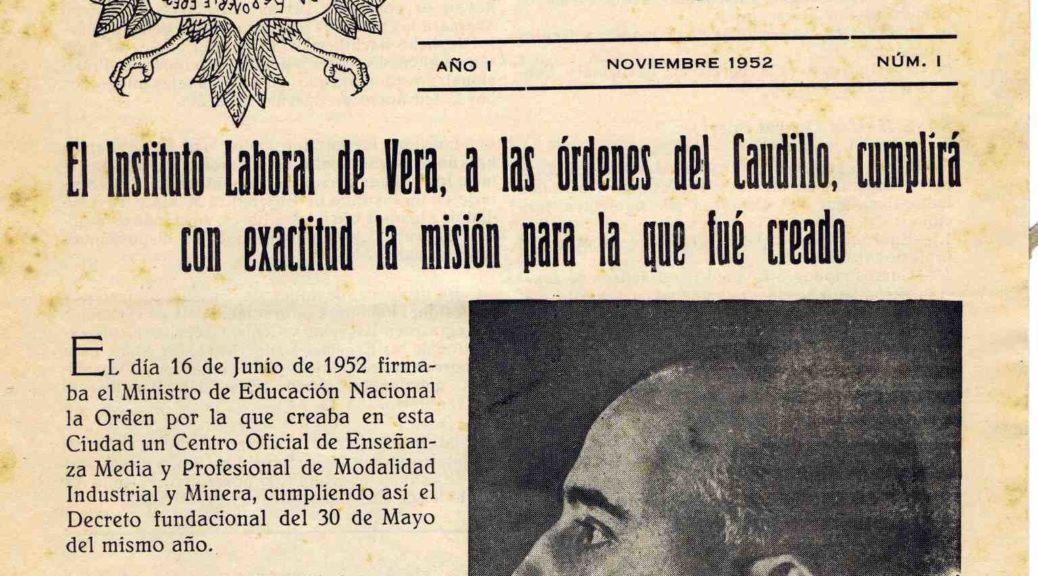 AÑO I NOVIEMBRE 1952 NÚM. I
El Instituto Laboral de Vera, a las órdenes del Caudillo, cumplirá
con exactitud la misión para la que fué creado
EL día 16 de Junio de 1952 firma-
ba el Ministro de Educación Nacional
la Orden por la que creaba en esta
Ciudad un Centro Oficial de Enseñan-
za Media y Profesional de Modalidad
Industrial y Minera, cumpliendo así el
Decreto fundacional del 30 de Mayo
del mismo año.